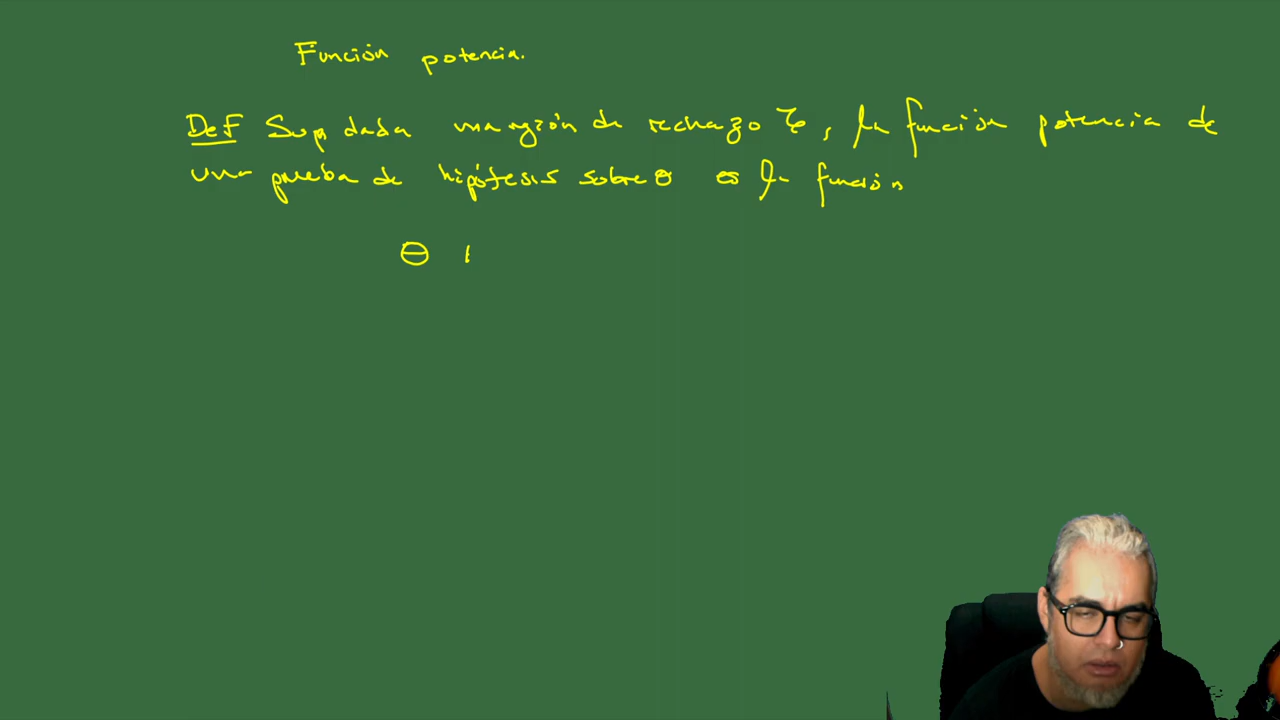 Función potencia.
Def Sup dada una región de rechazo 𝒞, la función potencia de
una prueba de hipótesis sobre θ es la función
Θ